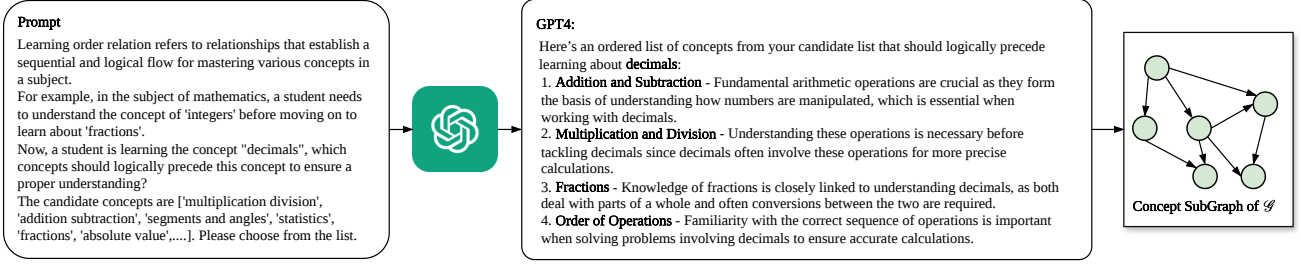 Prompt
Learning order relation refers to relationships that establish a
sequential and logical flow for mastering various concepts in
a subject.
For example, in the subject of mathematics, a student needs
to understand the concept of 'integers' before moving on to
learn about 'fractions'.
Now, a student is learning the concept "decimals", which
concepts should logically precede this concept to ensure a
proper understanding?
The candidate concepts are ['multiplication division',
'addition subtraction', 'segments and angles', 'statistics',
'fractions', 'absolute value',....]. Please choose from the list.
GPT4:
Here's an ordered list of concepts from your candidate list that should logically precede
learning about decimals:
1. Addition and Subtraction - Fundamental arithmetic operations are crucial as they form
the basis of understanding how numbers are manipulated, which is essential when
working with decimals.
2. Multiplication and Division - Understanding these operations is necessary before
tackling decimals since decimals often involve these operations for more precise
calculations.
3. Fractions - Knowledge of fractions is closely linked to understanding decimals, as both
deal with parts of a whole and often conversions between the two are required.
4. Order of Operations - Familiarity with the correct sequence of operations is important
when solving problems involving decimals to ensure accurate calculations.
Concept SubGraph of 𝒢